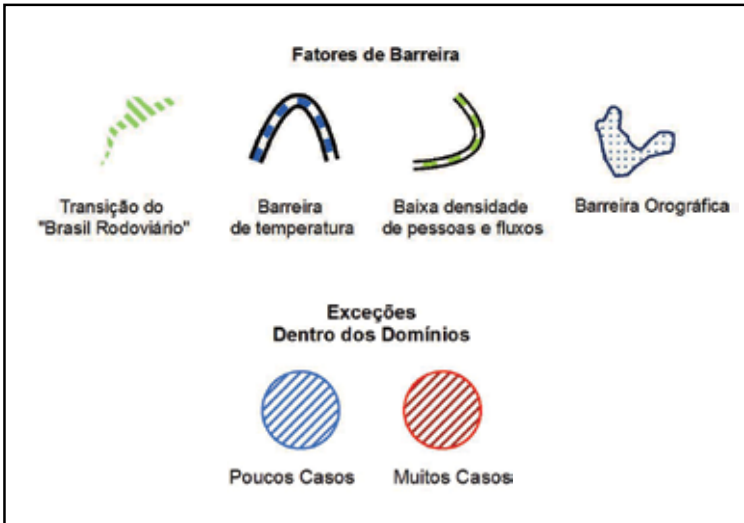 Fatores de Barreira
Transição do
"Brasil Rodoviário"
Barreira
de temperatura
Baixa densidade
de pessoas e fluxos
Barreira Orográfica
Exceções
Dentro dos Domínios
Poucos Casos
Muitos Casos